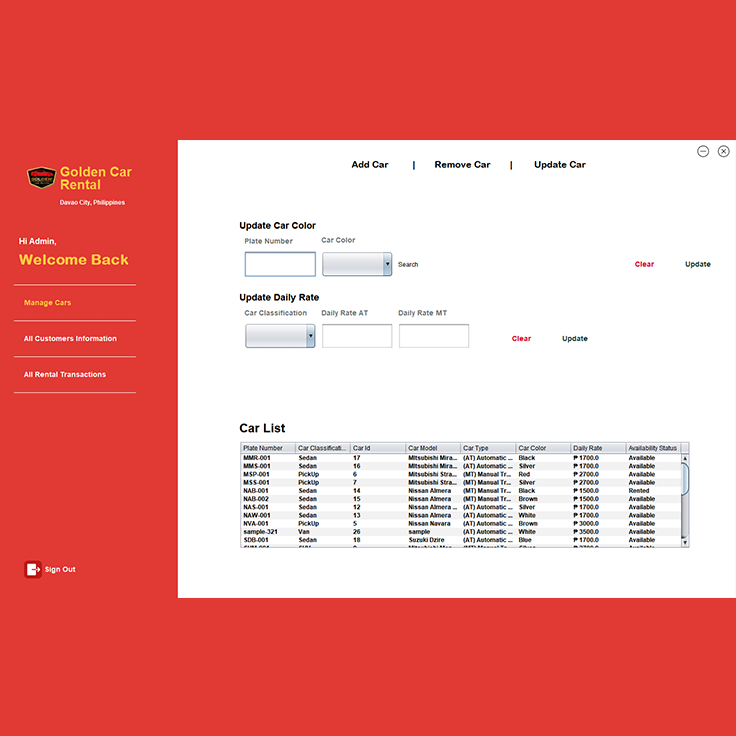 Golden Car
Rental
Davao City, Philippines
Hi Admin,
Welcome Back
Manage Cars
All Customers Information
All Rental Transactions
Sign Out
Add Car | Remove Car | Update Car
Update Car Color
Plate Number Car Color
Search Clear Update
Update Daily Rate
Car Classification Daily Rate AT Daily Rate MT
Clear Update
Car List
Plate Number Car Classificati... Car Id Car Model Car Type Car Color Daily Rate Availability Status
MMR-001 Sedan 17 Mitsubishi Mira... (AT) Automatic ... Black ₱ 1700.0 Available
MMS-001 Sedan 16 Mitsubishi Mira... (AT) Automatic ... Silver ₱ 1700.0 Available
MSP-001 PickUp 6 Mitsubishi Stra... (MT) Manual Tr... Red ₱ 2700.0 Available
MSS-001 PickUp 7 Mitsubishi Stra... (MT) Manual Tr... Silver ₱ 2700.0 Available
NAB-001 Sedan 14 Nissan Almera (MT) Manual Tr... Black ₱ 1500.0 Rented
NAB-002 Sedan 15 Nissan Almera (MT) Manual Tr... Brown ₱ 1500.0 Available
NAS-001 Sedan 12 Nissan Almera (AT) Automatic ... Silver ₱ 1700.0 Available
NAW-001 Sedan 13 Nissan Almera (AT) Automatic ... White ₱ 1700.0 Available
NVA-001 PickUp 5 Nissan Navara (AT) Automatic ... Brown ₱ 3000.0 Available
sample-321 Van 26 sample (AT) Automatic ... White ₱ 3500.0 Available
SDB-001 Sedan 18 Suzuki Dzire (AT) Automatic ... Blue ₱ 1700.0 Available